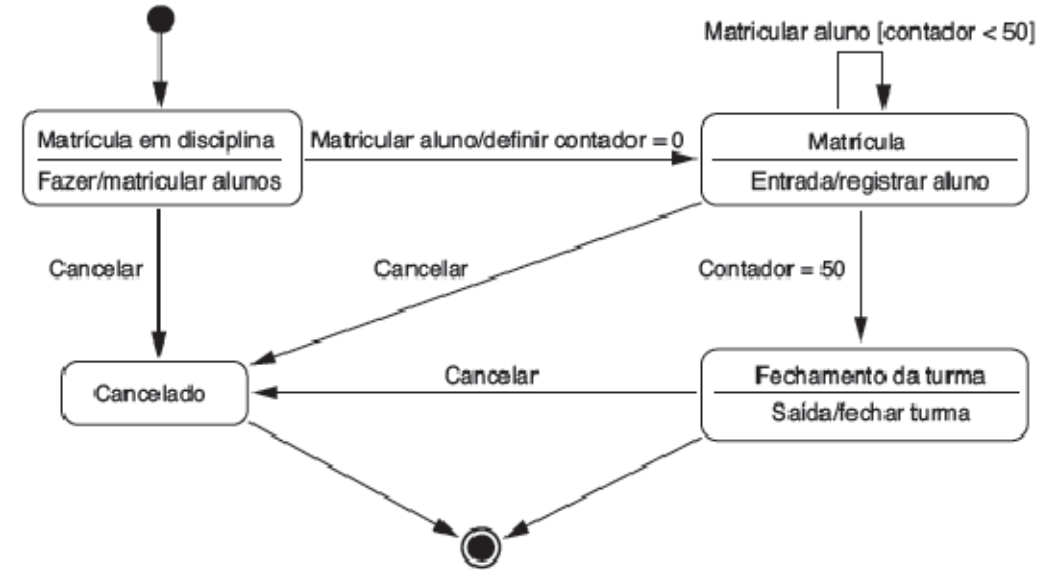 Matricular aluno [contador < 50]
Matrícula em disciplina
Fazer/matricular alunos
Matricular aluno/definir contador = 0
Matrícula
Entrada/registrar aluno
Cancelar
Cancelar
Contador = 50
Cancelado
Cancelar
Fechamento da turma
Saída/fechar turma